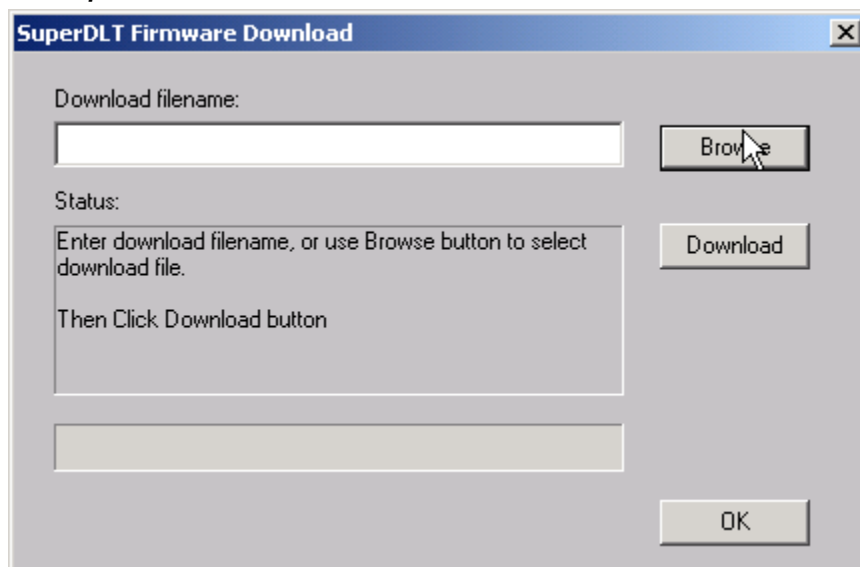 SuperDLT Firmware Download
Download filename:
Browse
Status:
Enter download filename, or use Browse button to select
download file.
Then Click Download button
Download
OK